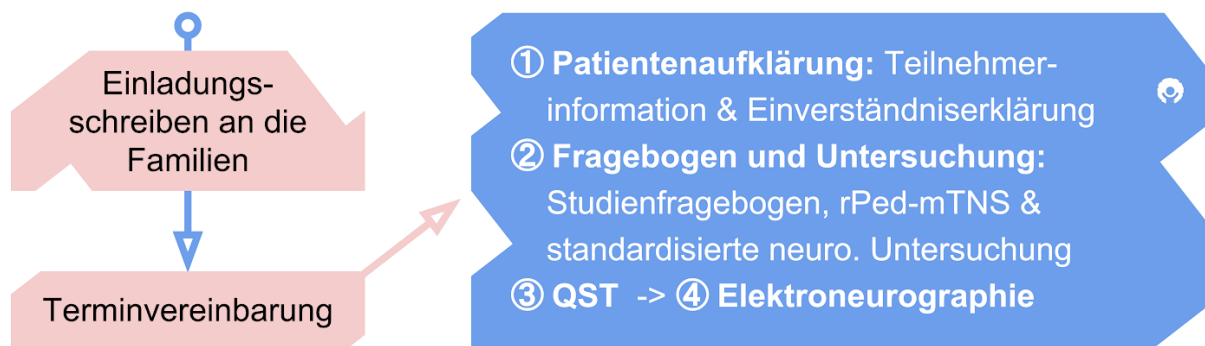 Einladungs-
schreiben an die
Familien
Terminvereinbarung
① Patientenaufklärung: Teilnehmer-
information & Einverständniserklärung
② Fragebogen und Untersuchung:
Studienfragebogen, rPed-mTNS &
standardisierte neuro. Untersuchung
③ QST -> ④ Elektroneurographie